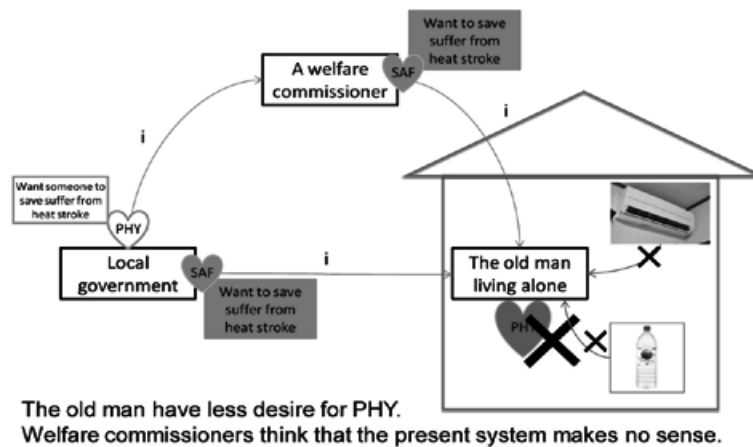 Want to save
suffer from
heat stroke
A welfare
commissioner
SAF
i
i
Want someone to
save suffer from
heat stroke
PHY
Local
government
SAF
i
Want to save
suffer from
heat stroke
The old man
living alone
PHY
The old man have less desire for PHY.
Welfare commissioners think that the present system makes no sense.